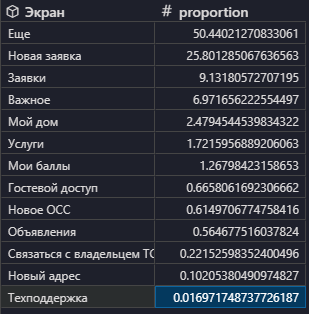 Экран # proportion
Еще 50.44021270833061
Новая заявка 25.801285067636563
Заявки 9.13180572707195
Важное 6.971656222554497
Мой дом 2.4794544539834322
Услуги 1.7215956889206063
Мои баллы 1.26798423158653
Гостевой доступ 0.6658061692306662
Новое ОСС 0.6149706774758416
Объявления 0.564677516037824
Связаться с владельцем ТС 0.22152598352400496
Новый адрес 0.10205380490974827
Техподдержка 0.016971748737726187